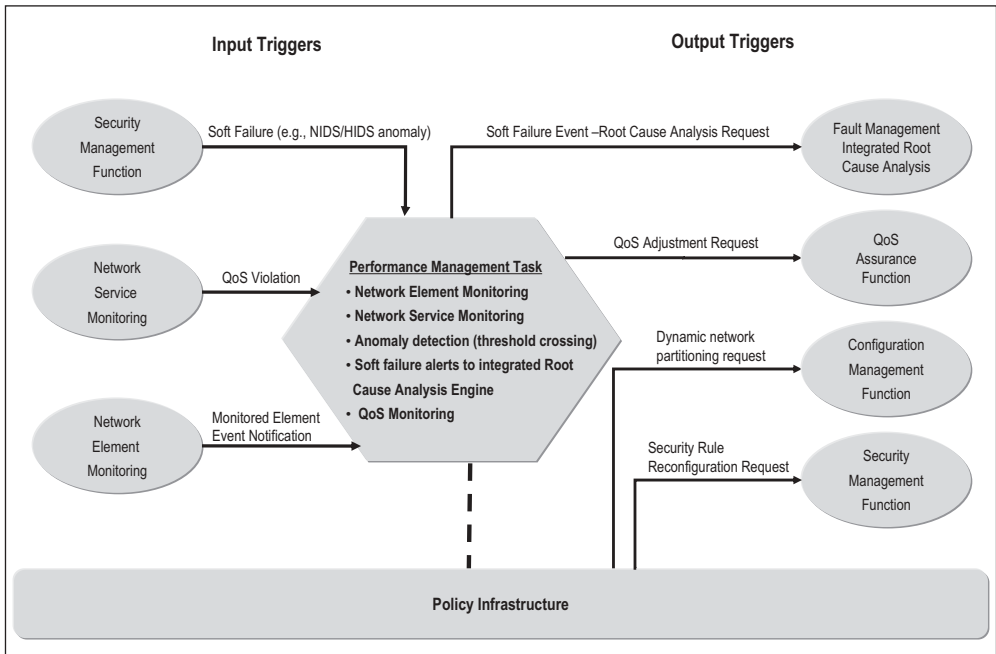 Input Triggers
Output Triggers
Security
Management
Function
Soft Failure (e.g., NIDS/HIDS anomaly)
Soft Failure Event –Root Cause Analysis Request
Fault Management
Integrated Root
Cause Analysis
Network
Service
Monitoring
QoS Violation
Performance Management Task
• Network Element Monitoring
• Network Service Monitoring
• Anomaly detection (threshold crossing)
• Soft failure alerts to integrated Root
Cause Analysis Engine
• QoS Monitoring
QoS Adjustment Request
QoS
Assurance
Function
Dynamic network
partitioning request
Configuration
Management
Function
Network
Element
Monitoring
Monitored Element
Event Notification
Security Rule
Reconfiguration Request
Security
Management
Function
Policy Infrastructure